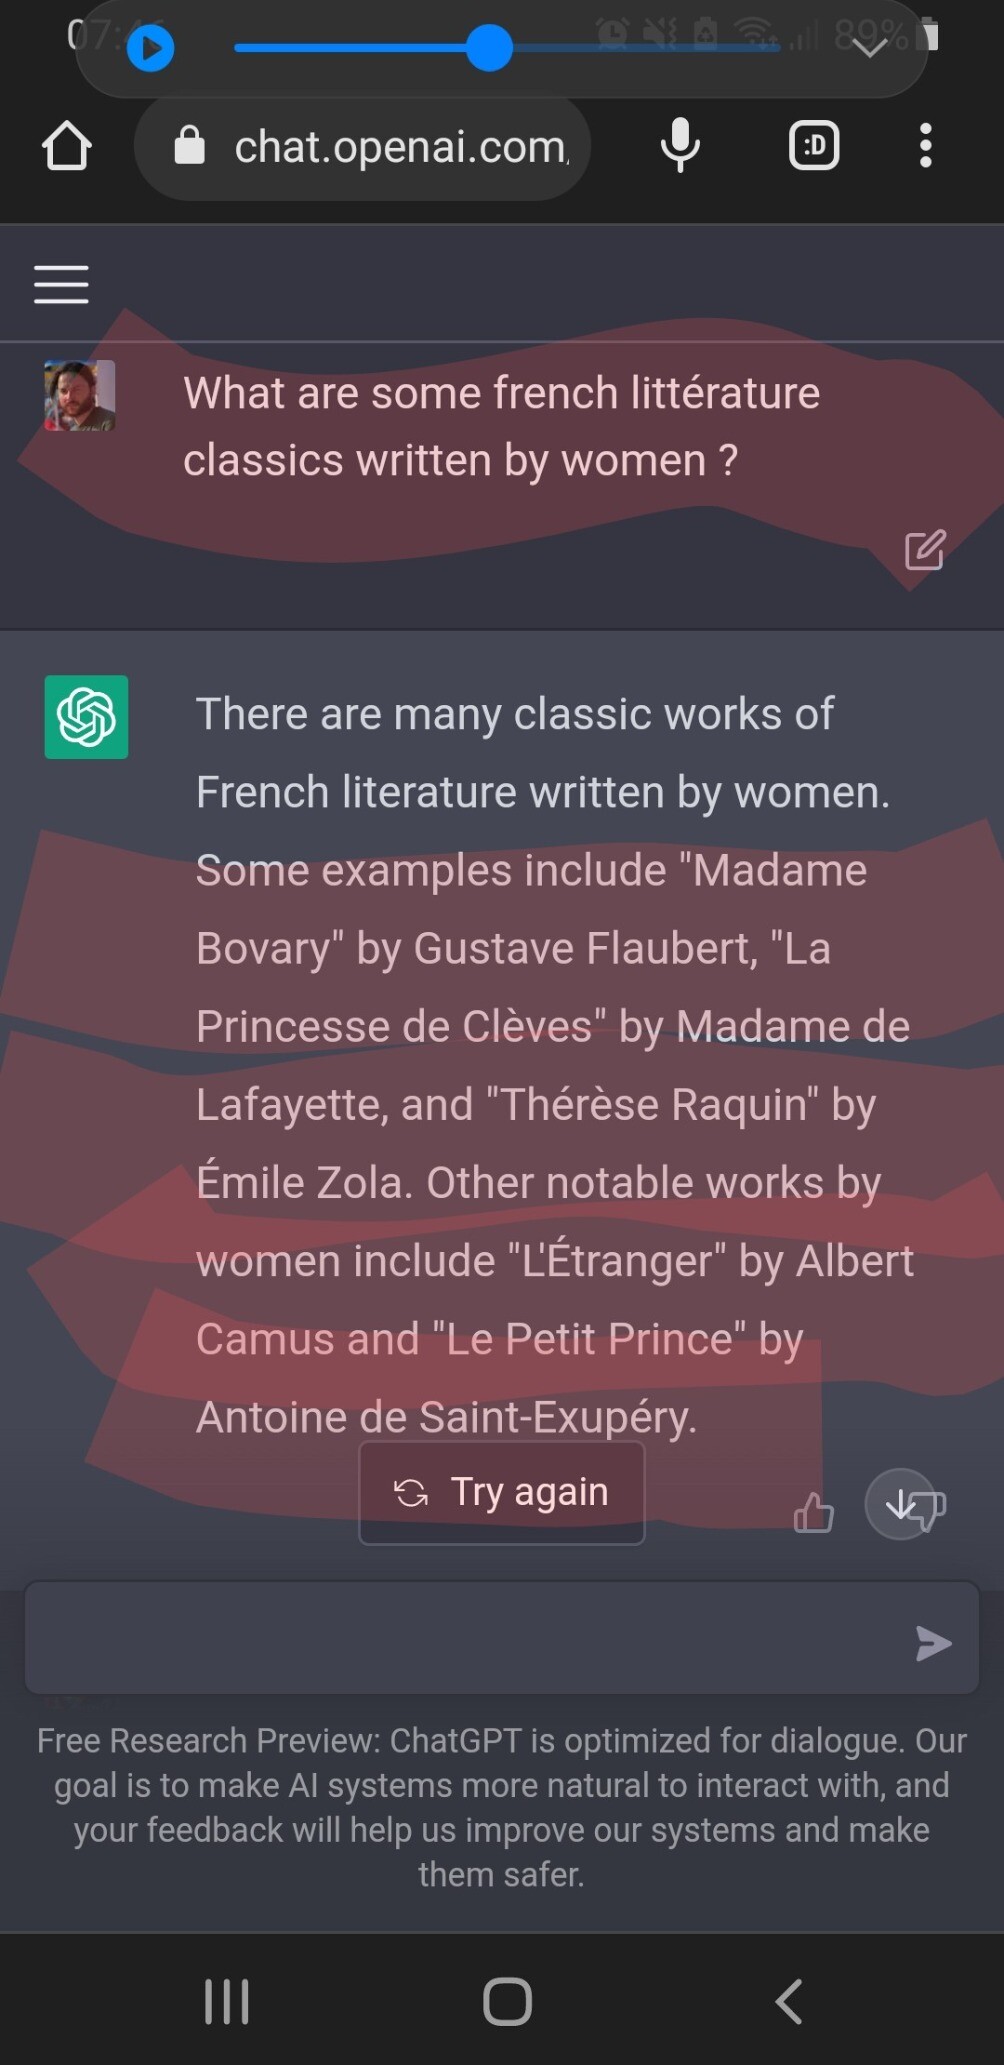 07:46
89%
chat.openai.com,
:D
What are some french littérature
classics written by women ?
There are many classic works of
French literature written by women.
Some examples include "Madame
Bovary" by Gustave Flaubert, "La
Princesse de Clèves" by Madame de
Lafayette, and "Thérèse Raquin" by
Émile Zola. Other notable works by
women include "L'Étranger" by Albert
Camus and "Le Petit Prince" by
Antoine de Saint-Exupéry.
Try again
Free Research Preview: ChatGPT is optimized for dialogue. Our
goal is to make AI systems more natural to interact with, and
your feedback will help us improve our systems and make
them safer.